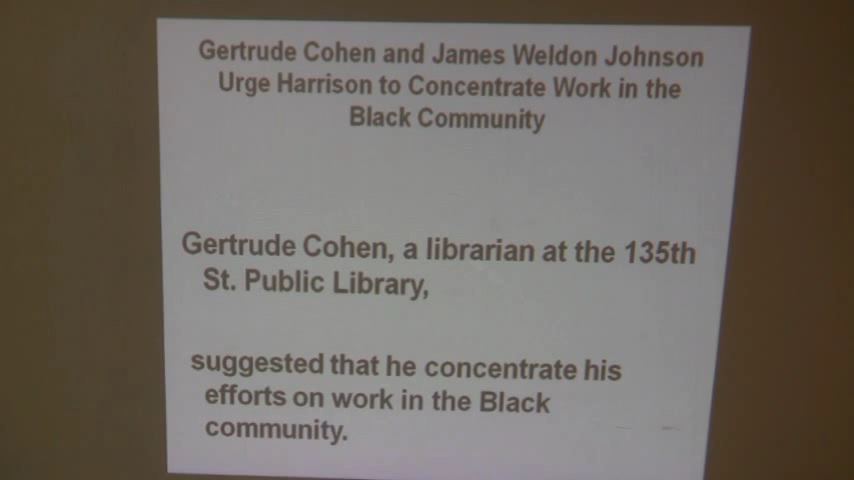 Gertrude Cohen and James Weldon Johnson
Urge Harrison to Concentrate Work in the
Black Community
Gertrude Cohen, a librarian at the 135th
St. Public Library,
suggested that he concentrate his
efforts on work in the Black
community.